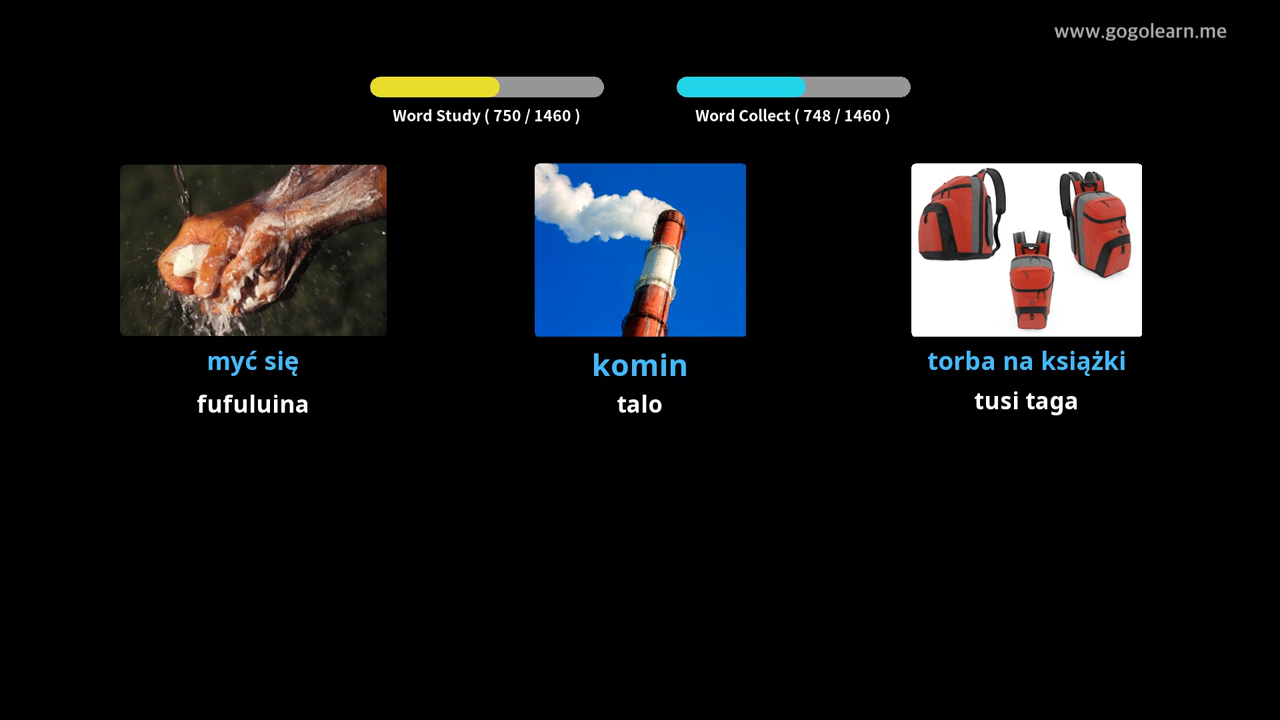 www.gogolearn.me
Word Study ( 750 / 1460 )
Word Collect ( 748 / 1460 )
myć się
fufuluina
komin
talo
torba na książki
tusi taga